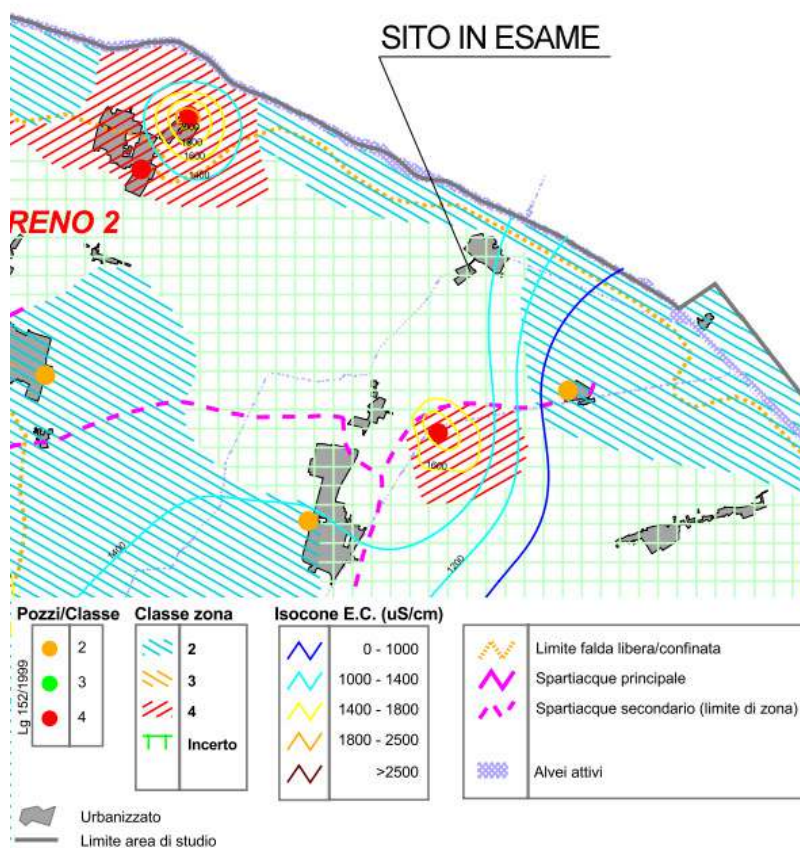 SITO IN ESAME
1800
1600
1400
RENO 2
1600
1400
1200
Pozzi/Classe
Lg 152/1999
2
3
4
Classe zona
2
3
4
Incerto
Isocone E.C. (uS/cm)
0 - 1000
1000 - 1400
1400 - 1800
1800 - 2500
>2500
Limite falda libera/confinata
Spartiacque principale
Spartiacque secondario (limite di zona)
Alvei attivi
Urbanizzato
Limite area di studio